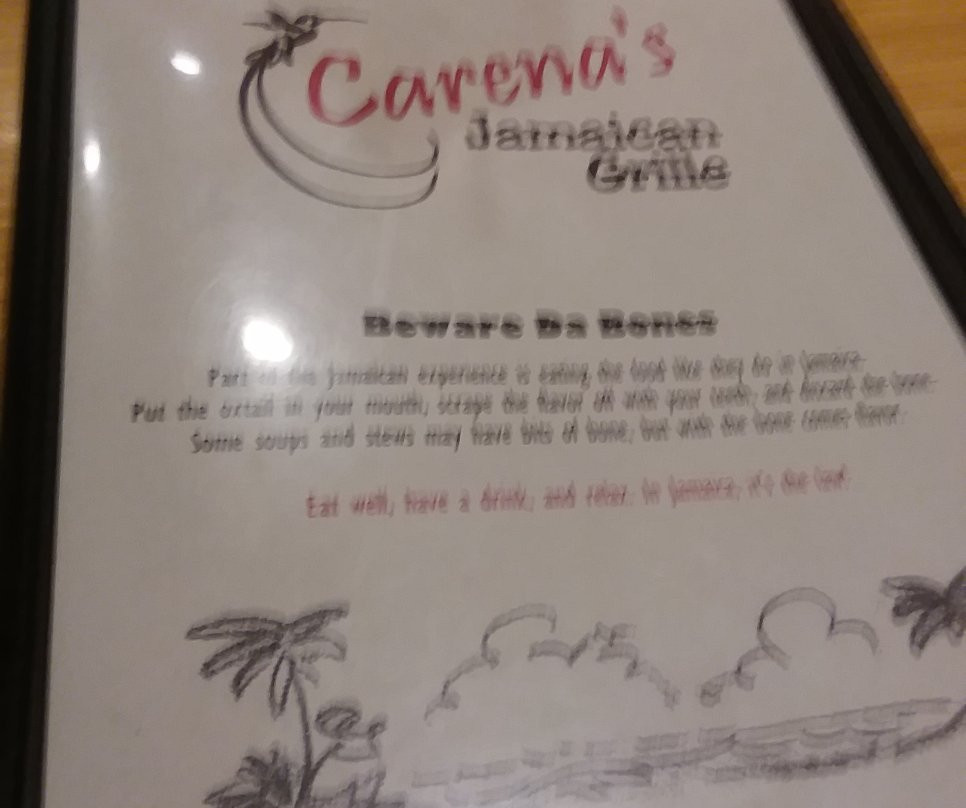 Carena's
Jamaican
Grille
Beware Da Bones
Part of the Jamaican experience is eating the food like they do in Jamaica.
Put the oxtail in your mouth, scrape the flavor off with your teeth, and discard the bone.
Some soups and stews may have bits of bone, but with the bone comes flavor.
Eat well, have a drink, and relax. In Jamaica, it's the